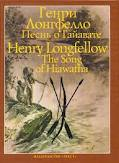 Генри
Лонгфелло
Песнь о Гайавате
Henry Longfellow
The Song
of Hiawatha